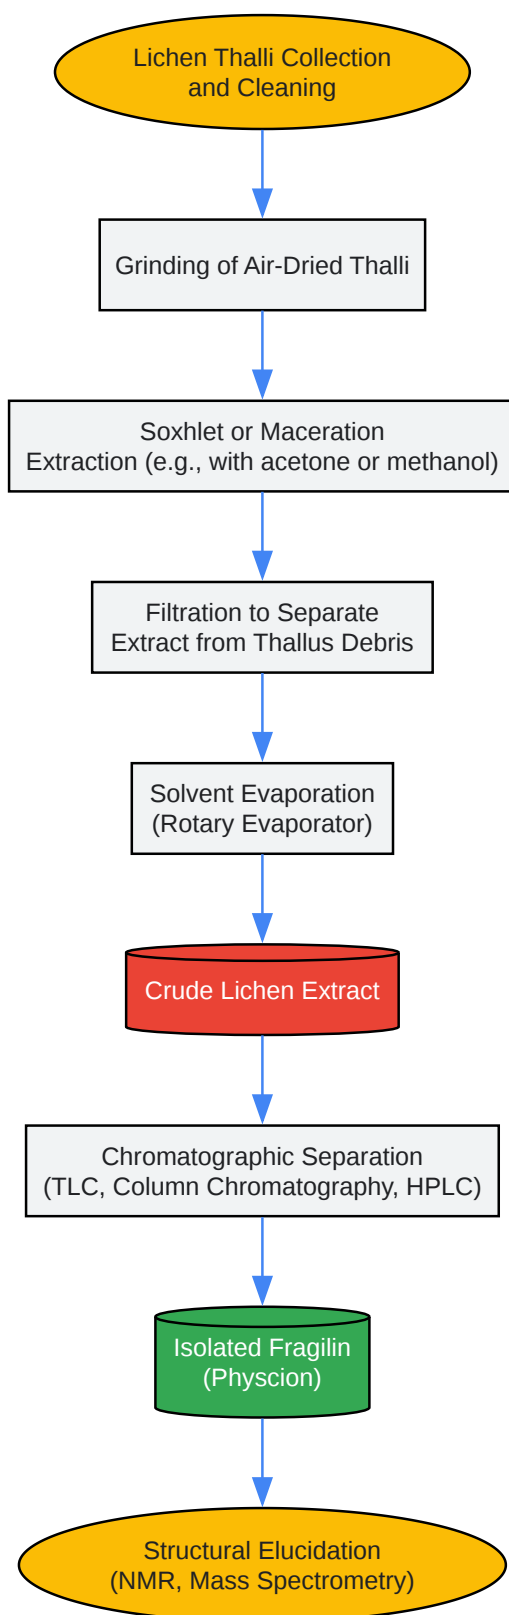 Lichen Thalli Collection
and Cleaning
Grinding of Air-Dried Thalli
Soxhlet or Maceration
Extraction (e.g., with acetone or methanol)
Filtration to Separate
Extract from Thallus Debris
Solvent Evaporation
(Rotary Evaporator)
Crude Lichen Extract
Chromatographic Separation
(TLC, Column Chromatography, HPLC)
Isolated Fragilin
(Physcion)
Structural Elucidation
(NMR, Mass Spectrometry)